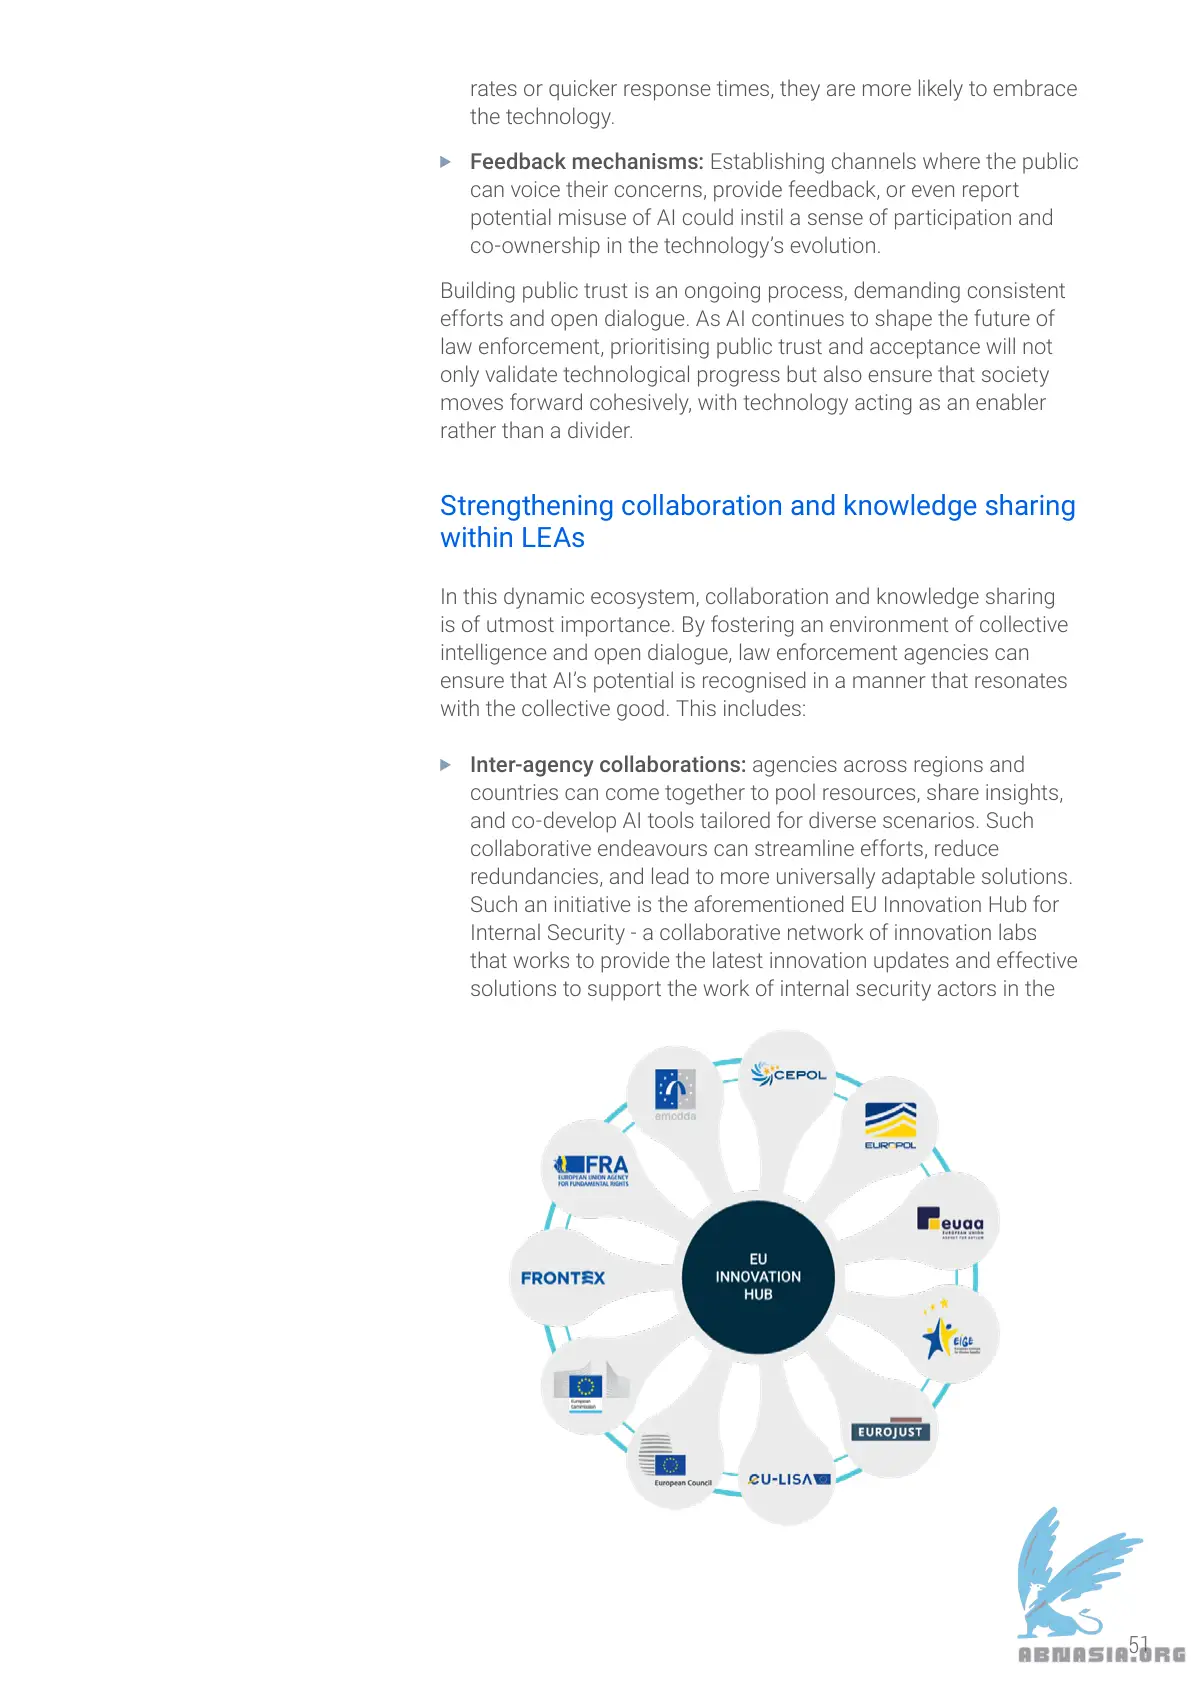 rates or quicker response times, they are more likely to embrace
the technology.
Feedback mechanisms: Establishing channels where the public
can voice their concerns, provide feedback, or even report
potential misuse of AI could instil a sense of participation and
co-ownership in the technology’s evolution.
Building public trust is an ongoing process, demanding consistent
efforts and open dialogue. As AI continues to shape the future of
law enforcement, prioritising public trust and acceptance will not
only validate technological progress but also ensure that society
moves forward cohesively, with technology acting as an enabler
rather than a divider.
Strengthening collaboration and knowledge sharing
within LEAs
In this dynamic ecosystem, collaboration and knowledge sharing
is of utmost importance. By fostering an environment of collective
intelligence and open dialogue, law enforcement agencies can
ensure that AI’s potential is recognised in a manner that resonates
with the collective good. This includes:
Inter-agency collaborations: agencies across regions and
countries can come together to pool resources, share insights,
and co-develop AI tools tailored for diverse scenarios. Such
collaborative endeavours can streamline efforts, reduce
redundancies, and lead to more universally adaptable solutions.
Such an initiative is the aforementioned EU Innovation Hub for
Internal Security - a collaborative network of innovation labs
that works to provide the latest innovation updates and effective
solutions to support the work of internal security actors in the
CEPOL
emcdda
EUROPOL
FRA
EUROPEAN UNION AGENCY
FOR FUNDAMENTAL RIGHTS
euaa
EUROPEAN UNION
AGENCY FOR ASYLUM
EU
INNOVATION
HUB
FRONTEX
EIGE
European Institute
for Gender Equality
European
Commission
EUROJUST
European Council
EU-LISA
51
ABNASIA.ORG